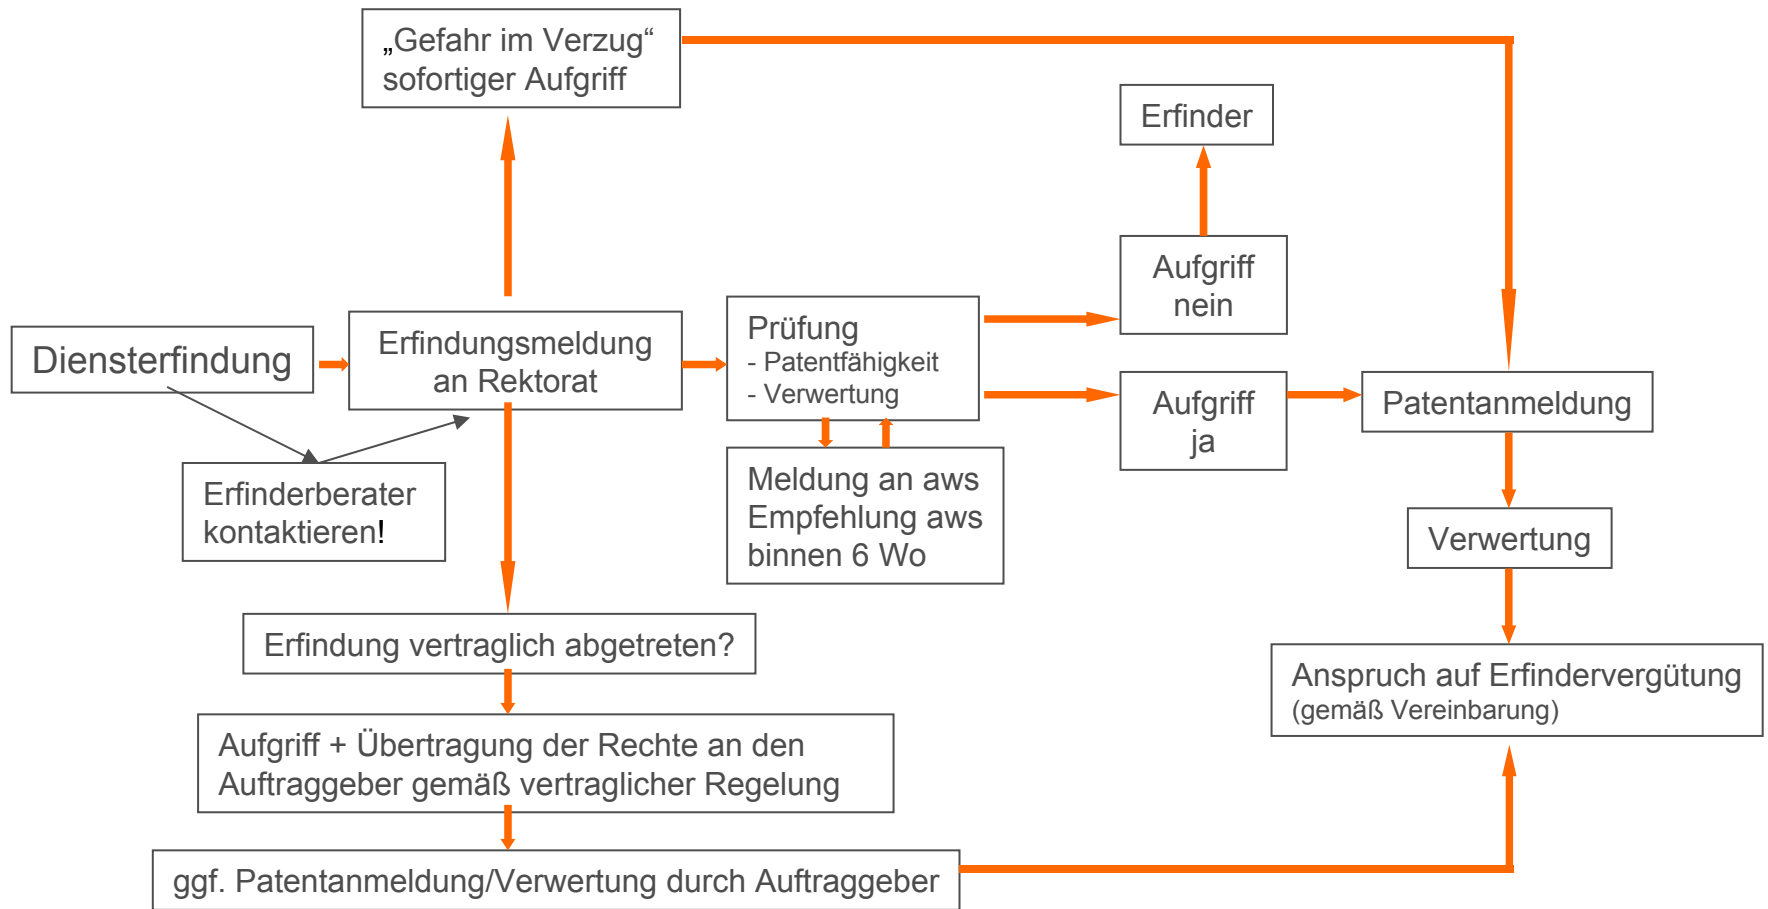 „Gefahr im Verzug“
sofortiger Aufgriff
Erfinder
Aufgriff
nein
Diensterfindung
Erfindungsmeldung
an Rektorat
Prüfung
- Patentfähigkeit
- Verwertung
Aufgriff
ja
Patentanmeldung
Erfinderberater
kontaktieren!
Meldung an aws
Empfehlung aws
binnen 6 Wo
Verwertung
Erfindung vertraglich abgetreten?
Anspruch auf Erfindervergütung
(gemäß Vereinbarung)
Aufgriff + Übertragung der Rechte an den
Auftraggeber gemäß vertraglicher Regelung
ggf. Patentanmeldung/Verwertung durch Auftraggeber